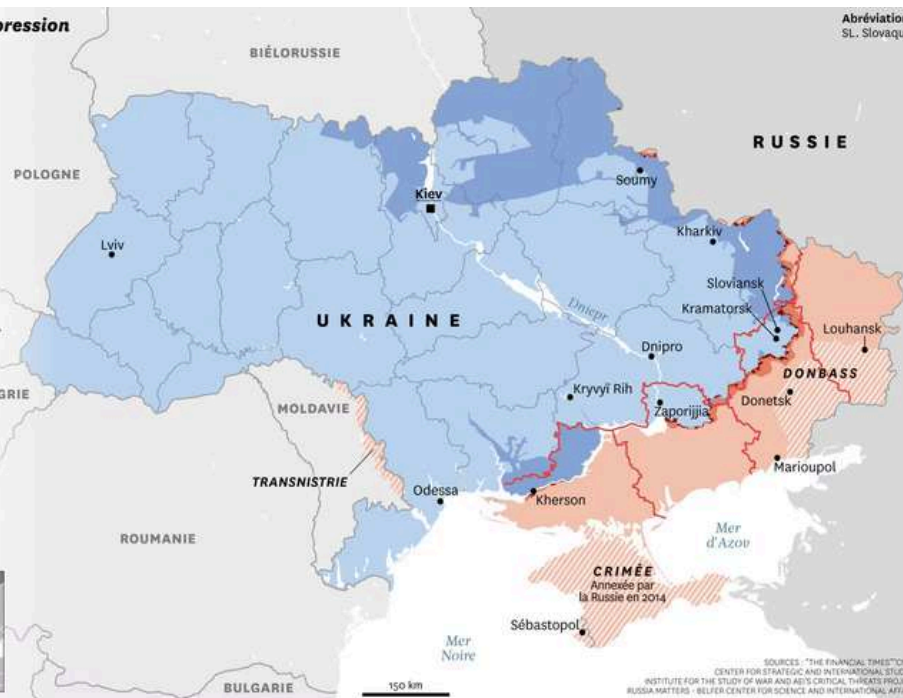 pression
Abréviation
SL. Slovaqu
BIÉLORUSSIE
RUSSIE
POLOGNE
Soumy
Kiev
Lviv
Kharkiv
Sloviansk
Kramatorsk
Dniepr
UKRAINE
Louhansk
Dnipro
DONBASS
GRIE
Kryvyï Rih
Donetsk
MOLDAVIE
Zaporijjia
Marioupol
TRANSNISTRIE
Odessa
Kherson
ROUMANIE
Mer
d'Azov
CRIMÉE
Annexée par
la Russie en 2014
Sébastopol
Mer
Noire
BULGARIE
150 km
SOURCES : "THE FINANCIAL TIMES"
CENTER FOR STRATEGIC AND INTERNATIONAL STUD
INSTITUTE FOR THE STUDY OF WAR AND AEI'S CRITICAL THREATS PROJ
RUSSIA MATTERS - BELFER CENTER FOR SCIENCE AND INTERNATIONAL AFF